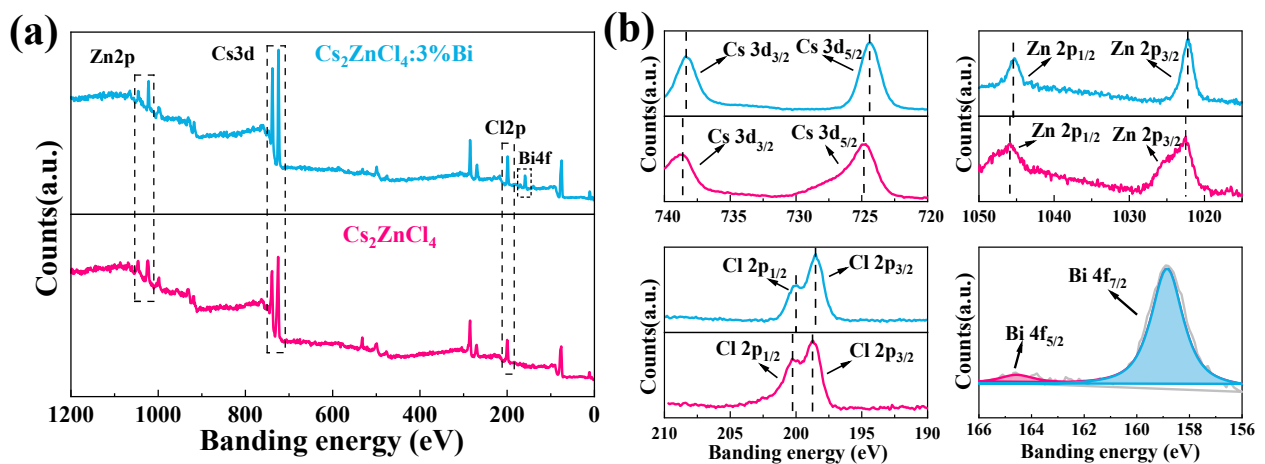 (a)
Zn2p
Cs3d
Cs₂ZnCl₄:3%Bi
Cl2p
Bi4f
Cs₂ZnCl₄
Counts(a.u.)
1200 1000 800 600 400 200 0
Banding energy (eV)
(b)
Cs 3d₃/₂ Cs 3d₅/₂
Cs 3d₃/₂ Cs 3d₅/₂
Counts(a.u.)
740 735 730 725 720
Zn 2p₁/₂ Zn 2p₃/₂
Zn 2p₁/₂ Zn 2p₃/₂
Counts(a.u.)
1050 1040 1030 1020
Cl 2p₁/₂ Cl 2p₃/₂
Cl 2p₁/₂ Cl 2p₃/₂
Counts(a.u.)
210 205 200 195 190
Banding energy (eV)
Bi 4f₇/₂
Bi 4f₅/₂
Counts(a.u.)
166 164 162 160 158 156
Banding energy (eV)